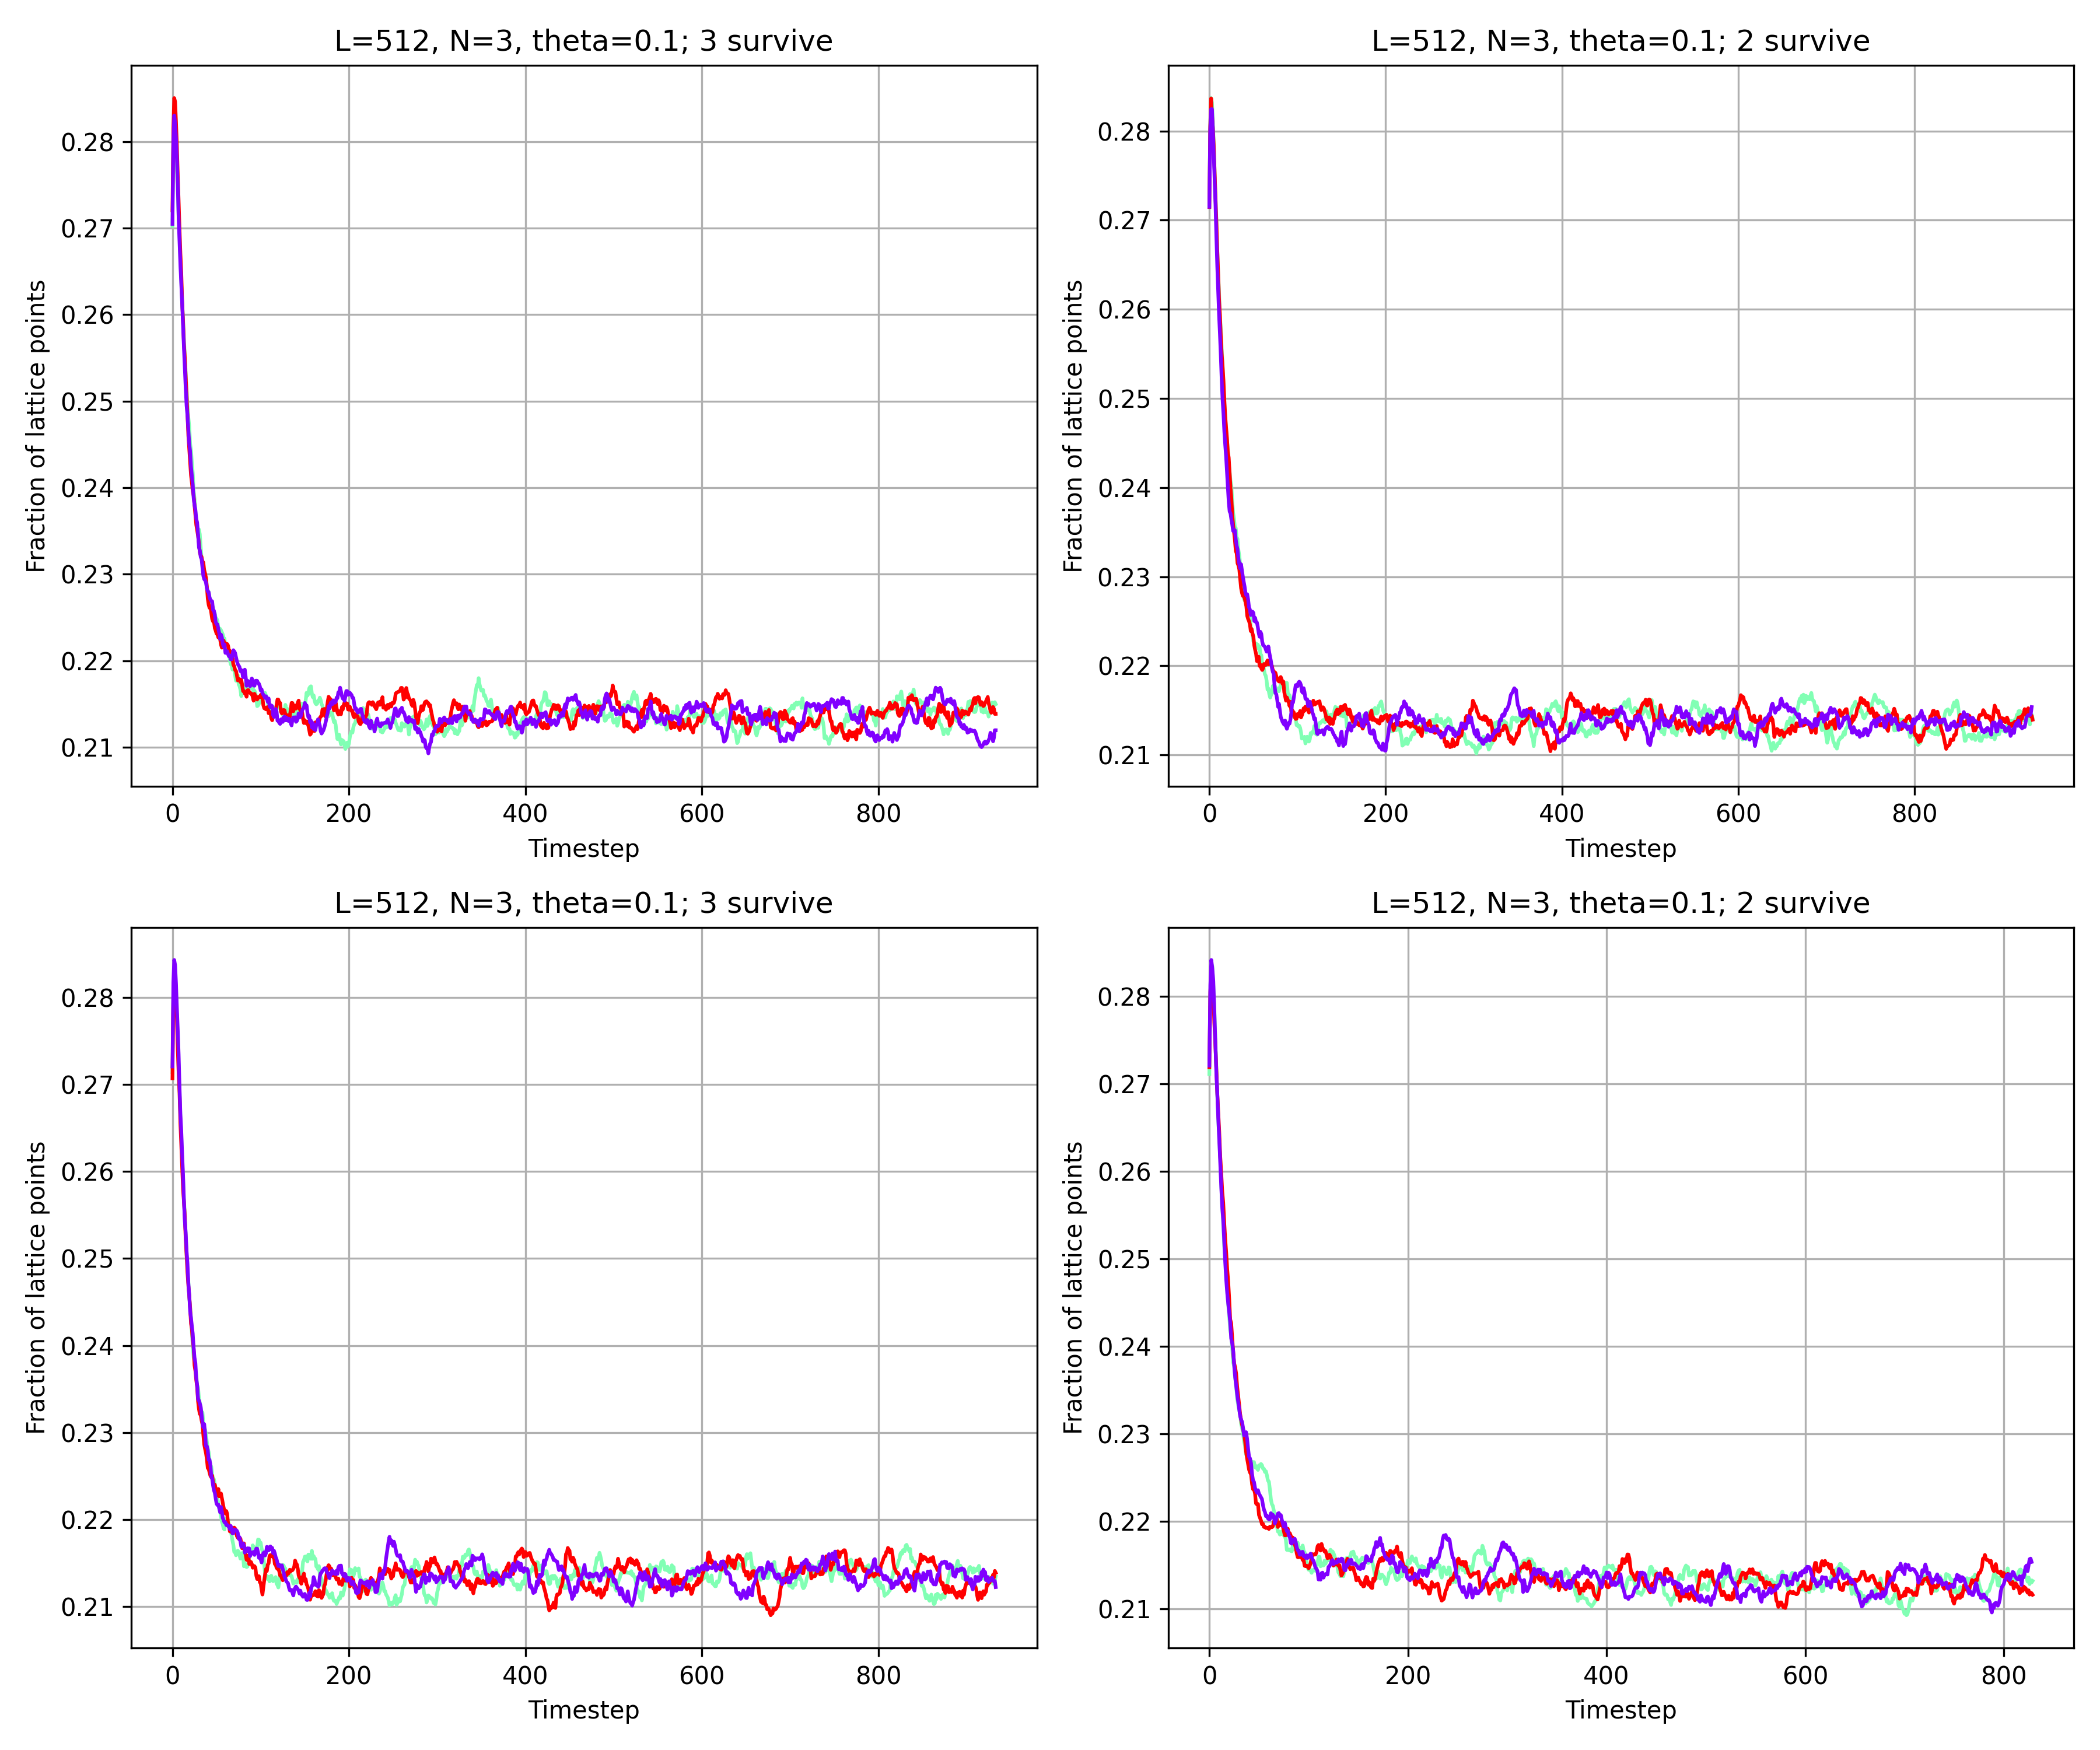 L=512, N=3, theta=0.1; 3 survive
Fraction of lattice points
0.28
0.27
0.26
0.25
0.24
0.23
0.22
0.21
0 200 400 600 800
Timestep
L=512, N=3, theta=0.1; 2 survive
Fraction of lattice points
0.28
0.27
0.26
0.25
0.24
0.23
0.22
0.21
0 200 400 600 800
Timestep
L=512, N=3, theta=0.1; 3 survive
Fraction of lattice points
0.28
0.27
0.26
0.25
0.24
0.23
0.22
0.21
0 200 400 600 800
Timestep
L=512, N=3, theta=0.1; 2 survive
Fraction of lattice points
0.28
0.27
0.26
0.25
0.24
0.23
0.22
0.21
0 200 400 600 800
Timestep